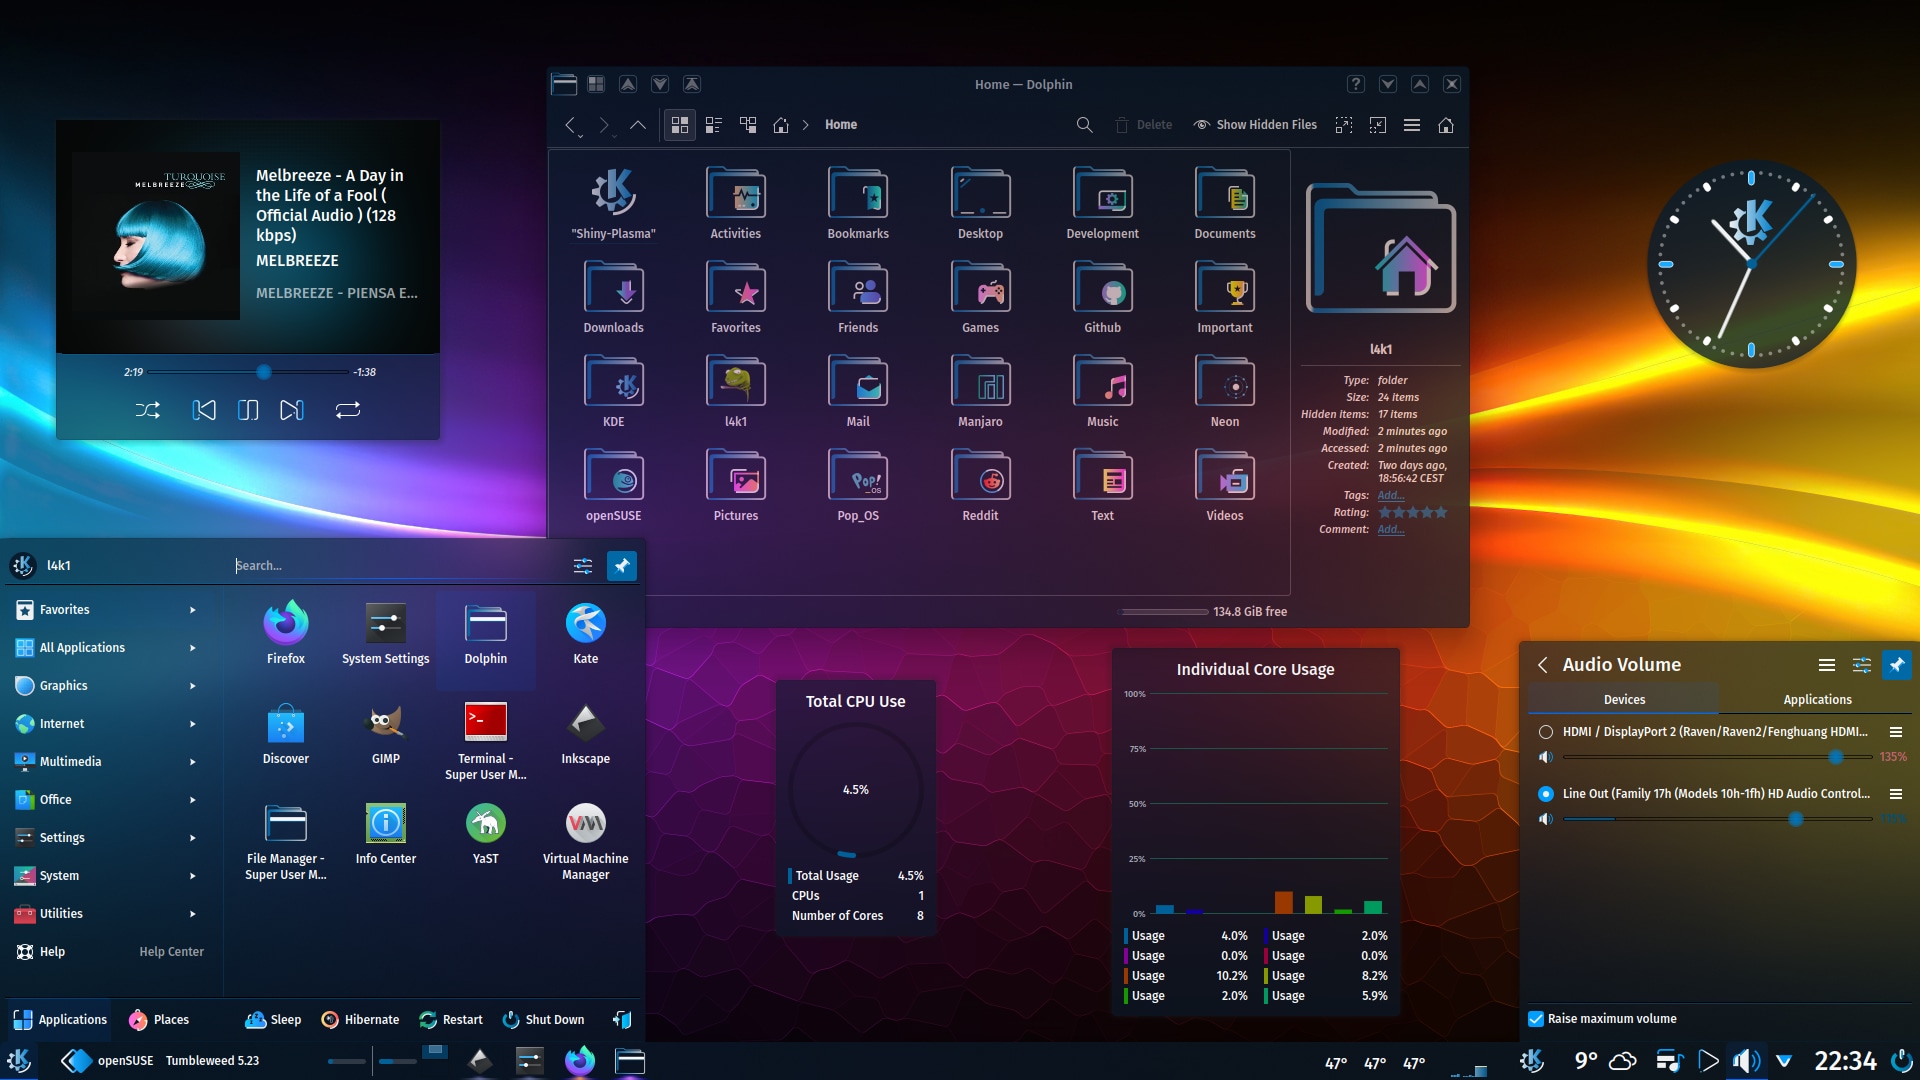 Home — Dolphin
Home
Delete
Show Hidden Files
TURQUOISE
MELBREEZE
Melbreeze - A Day in
the Life of a Fool (
Official Audio ) (128
kbps)
MELBREEZE
MELBREEZE - PIENSA E...
2:19
-1:38
"Shiny-Plasma"
Activities
Bookmarks
Desktop
Development
Documents
Downloads
Favorites
Friends
Games
Github
Important
KDE
l4k1
Mail
Manjaro
Music
Neon
Pop!
_OS
openSUSE
Pictures
Pop_OS
Reddit
Text
Videos
l4k1
Type: folder
Size: 24 items
Hidden items: 17 items
Modified: 2 minutes ago
Accessed: 2 minutes ago
Created: Two days ago,
18:56:42 CEST
Tags: Add...
Rating:
Comment: Add...
134.8 GiB free
l4k1
Search...
Favorites
All Applications
Graphics
Internet
Multimedia
Office
Settings
System
Utilities
Help
Help Center
Firefox
System Settings
Dolphin
Kate
Discover
GIMP
Terminal -
Super User M...
Inkscape
File Manager -
Super User M...
Info Center
YaST
Virtual Machine
Manager
Applications
Places
Sleep
Hibernate
Restart
Shut Down
Total CPU Use
4.5%
Total Usage 4.5%
CPUs 1
Number of Cores 8
Individual Core Usage
100%
75%
50%
25%
0%
Usage 4.0% Usage 2.0%
Usage 0.0% Usage 0.0%
Usage 10.2% Usage 8.2%
Usage 2.0% Usage 5.9%
Audio Volume
Devices
Applications
HDMI / DisplayPort 2 (Raven/Raven2/Fenghuang HDMI...
135%
Line Out (Family 17h (Models 10h-1fh) HD Audio Control...
Raise maximum volume
openSUSE Tumbleweed 5.23
47° 47° 47°
9°
22:34